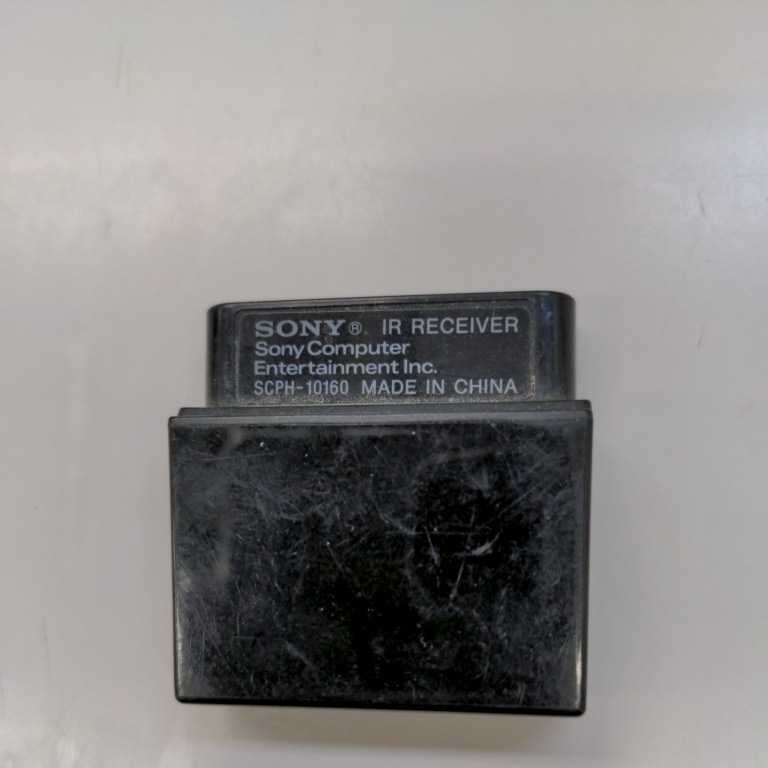 SONY® IR RECEIVER
Sony Computer
Entertainment Inc.
SCPH-10160 MADE IN CHINA